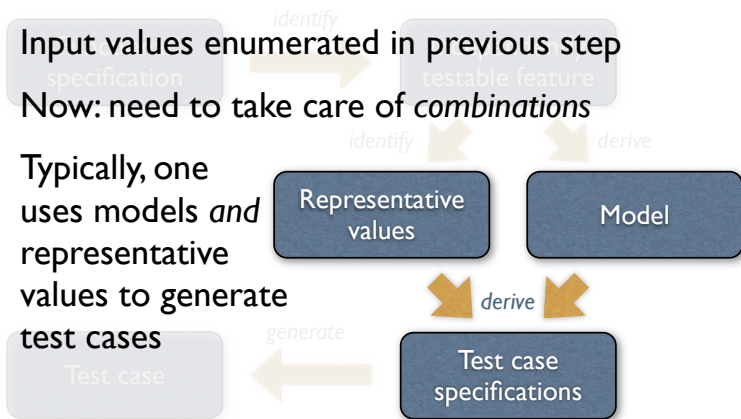 identify
Input values enumerated in previous step
specification
testable feature
Now: need to take care of combinations
identify
derive
Typically, one
uses models and
representative
values to generate
test cases
Representative
values
Model
derive
generate
Test case
Test case
specifications